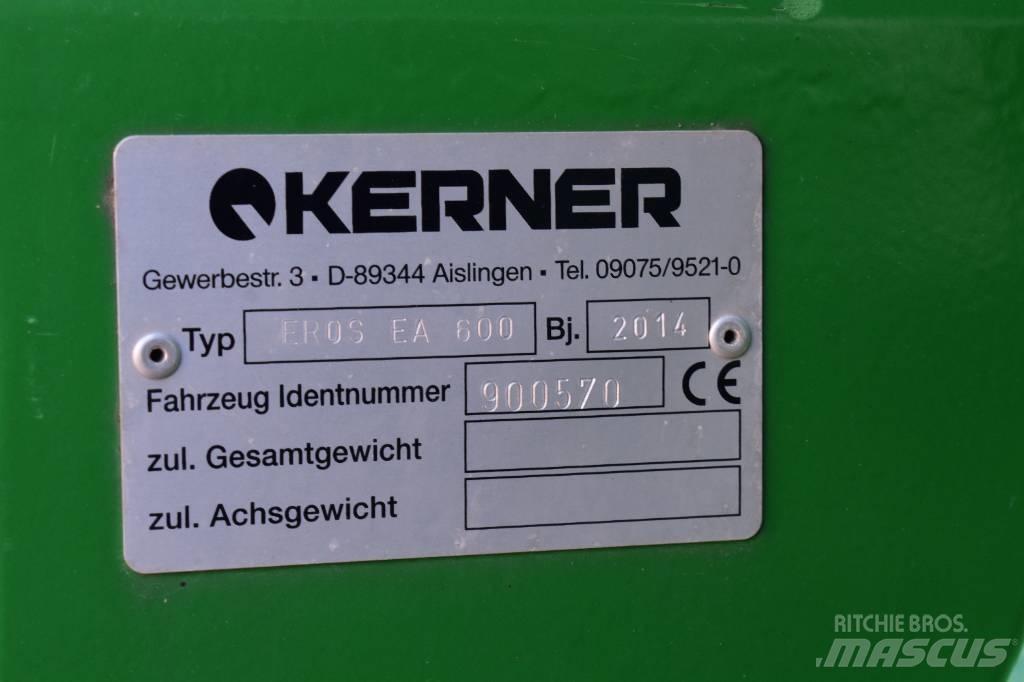 KERNER
Gewerbestr. 3 ▪ D-89344 Aislingen ▪ Tel. 09075/9521-0
Typ EROS EA 600 Bj. 2014
Fahrzeug Identnummer 900570 CE
zul. Gesamtgewicht
zul. Achsgewicht
RITCHIE BROS.
MASCUS